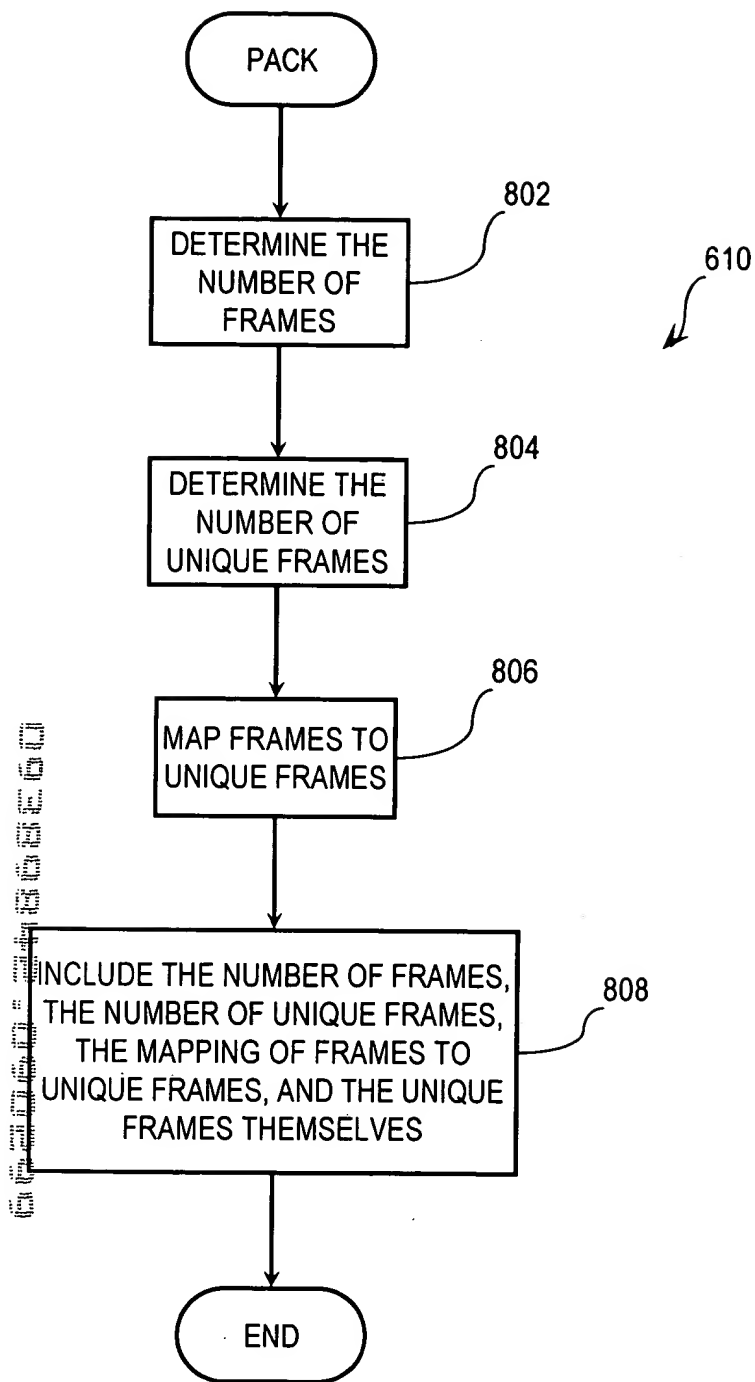 PACK
802
DETERMINE THE
NUMBER OF
FRAMES
610
804
DETERMINE THE
NUMBER OF
UNIQUE FRAMES
806
MAP FRAMES TO
UNIQUE FRAMES
808
INCLUDE THE NUMBER OF FRAMES,
THE NUMBER OF UNIQUE FRAMES,
THE MAPPING OF FRAMES TO
UNIQUE FRAMES, AND THE UNIQUE
FRAMES THEMSELVES
END